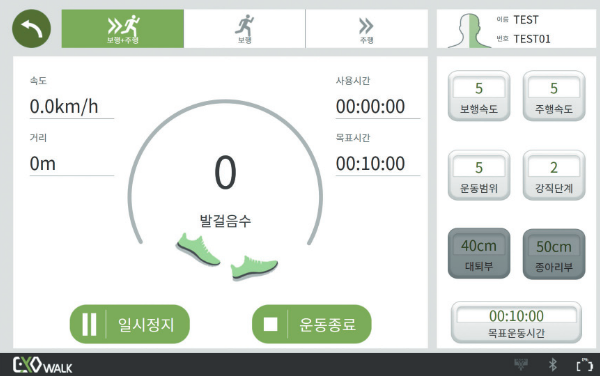 보행+주행
보행
주행
이름 TEST
번호 TEST01
속도
0.0km/h
거리
0m
사용시간
00:00:00
목표시간
00:10:00
0
발걸음수
일시정지
운동종료
5
보행속도
5
주행속도
5
운동범위
2
강직단계
40cm
대퇴부
50cm
종아리부
00:10:00
목표운동시간
EXOWALK